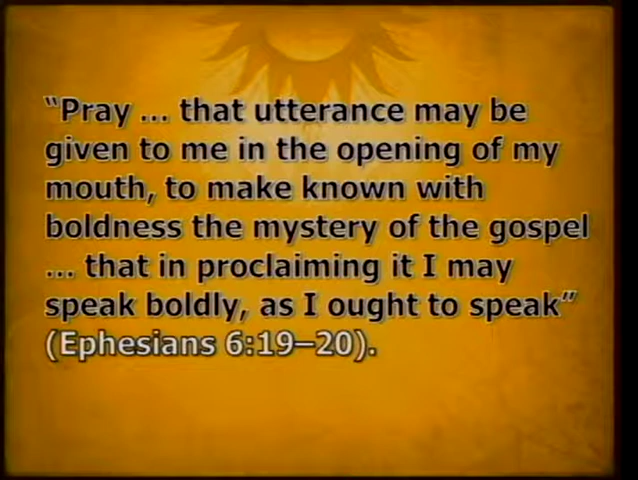 “Pray ... that utterance may be
given to me in the opening of my
mouth, to make known with
boldness the mystery of the gospel
... that in proclaiming it I may
speak boldly, as I ought to speak”
(Ephesians 6:19–20).